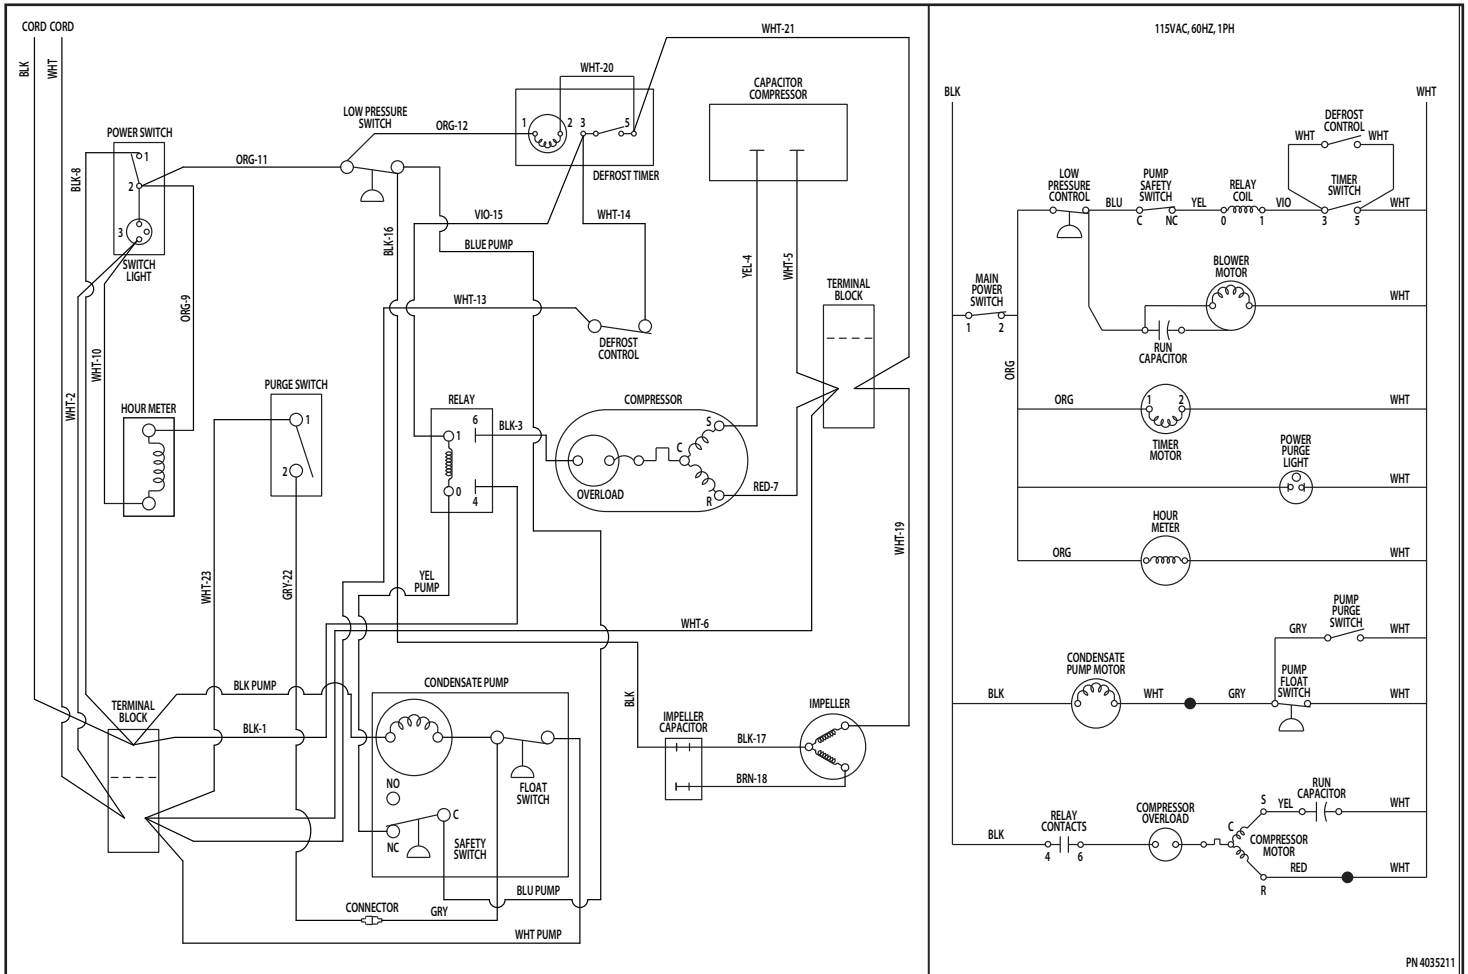 CORD CORD
BLK
WHT
POWER SWITCH
1
2
3
SWITCH
LIGHT
BLK-8
ORG-11
ORG-9
WHT-10
WHT-2
HOUR METER
LOW PRESSURE
SWITCH
ORG-12
WHT-20
1
2
3
5
DEFROST TIMER
WHT-21
CAPACITOR
COMPRESSOR
VIO-15
WHT-14
BLK-16
BLUE PUMP
WHT-13
DEFROST
CONTROL
YEL-4
WHT-5
TERMINAL
BLOCK
PURGE SWITCH
1
2
RELAY
6
1
0
4
BLK-3
COMPRESSOR
S
C
R
OVERLOAD
RED-7
WHT-19
WHT-23
GRY-22
YEL
PUMP
WHT-6
BLK PUMP
TERMINAL
BLOCK
BLK-1
CONDENSATE PUMP
NO
NC
C
FLOAT
SWITCH
SAFETY
SWITCH
BLK
IMPELLER
CAPACITOR
BLK-17
BRN-18
IMPELLER
BLU PUMP
CONNECTOR
GRY
WHT PUMP
115VAC, 60HZ, 1PH
BLK
WHT
DEFROST
CONTROL
WHT
WHT
LOW
PRESSURE
CONTROL
BLU
PUMP
SAFETY
SWITCH
C
NC
YEL
RELAY
COIL
0
1
VIO
TIMER
SWITCH
3
5
WHT
MAIN
POWER
SWITCH
1
2
BLOWER
MOTOR
WHT
RUN
CAPACITOR
ORG
ORG
1
2
TIMER
MOTOR
WHT
POWER
PURGE
LIGHT
WHT
HOUR
METER
ORG
WHT
PUMP
PURGE
SWITCH
GRY
WHT
CONDENSATE
PUMP MOTOR
BLK
WHT
GRY
PUMP
FLOAT
SWITCH
WHT
RELAY
CONTACTS
BLK
4
6
COMPRESSOR
OVERLOAD
S
C
R
YEL
RUN
CAPACITOR
WHT
COMPRESSOR
MOTOR
RED
WHT
PN 4035211